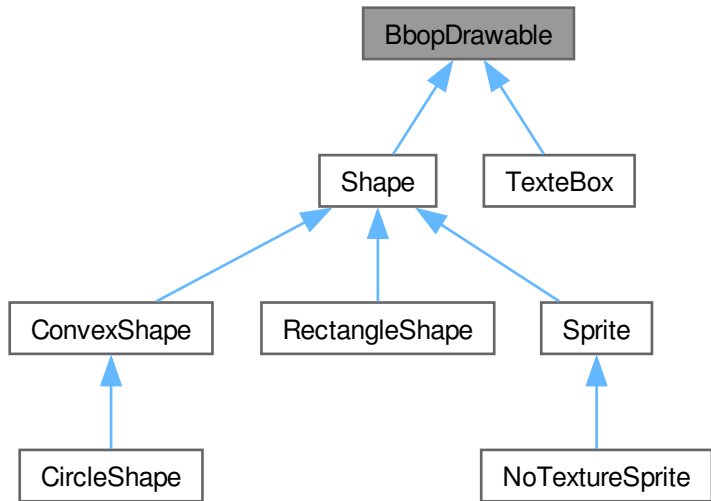 BbopDrawable
Shape
TexteBox
ConvexShape
RectangleShape
Sprite
CircleShape
NoTextureSprite